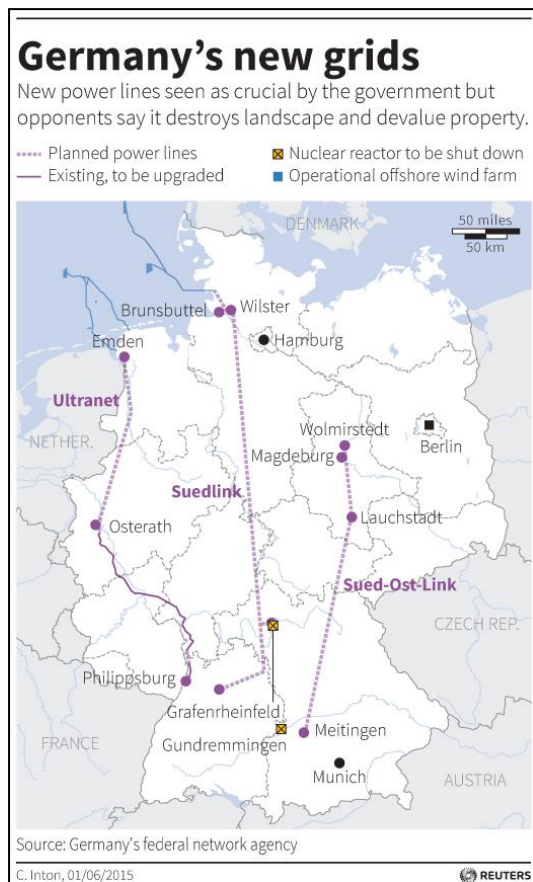 Germany's new grids
New power lines seen as crucial by the government but
opponents say it destroys landscape and devalue property.
Planned power lines
Nuclear reactor to be shut down
Existing, to be upgraded
Operational offshore wind farm
DENMARK
50 miles
50 km
Brunsbuttel
Wilster
Emden
Hamburg
Ultranet
NETHER.
Wolmirstedt
Berlin
Magdeburg
Suedlink
Osterath
Lauchstadt
Sued-Ost-Link
CZECH REP.
Philippsburg
Grafenrheinfeld
Gundremmingen
Meitingen
FRANCE
Munich
AUSTRIA
Source: Germany's federal network agency
C. Inton, 01/06/2015
REUTERS